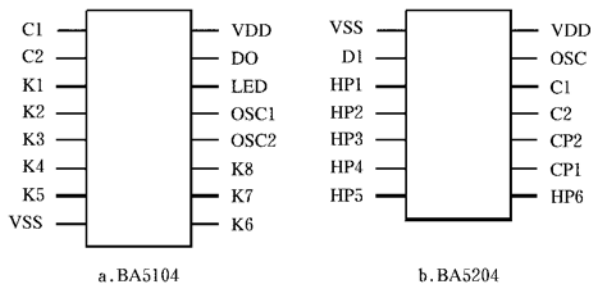 C1 VDD
C2 DO
K1 LED
K2 OSC1
K3 OSC2
K4 K8
K5 K7
VSS K6
a.BA5104
VSS VDD
D1 OSC
HP1 C1
HP2 C2
HP3 CP2
HP4 CP1
HP5 HP6
b.BA5204